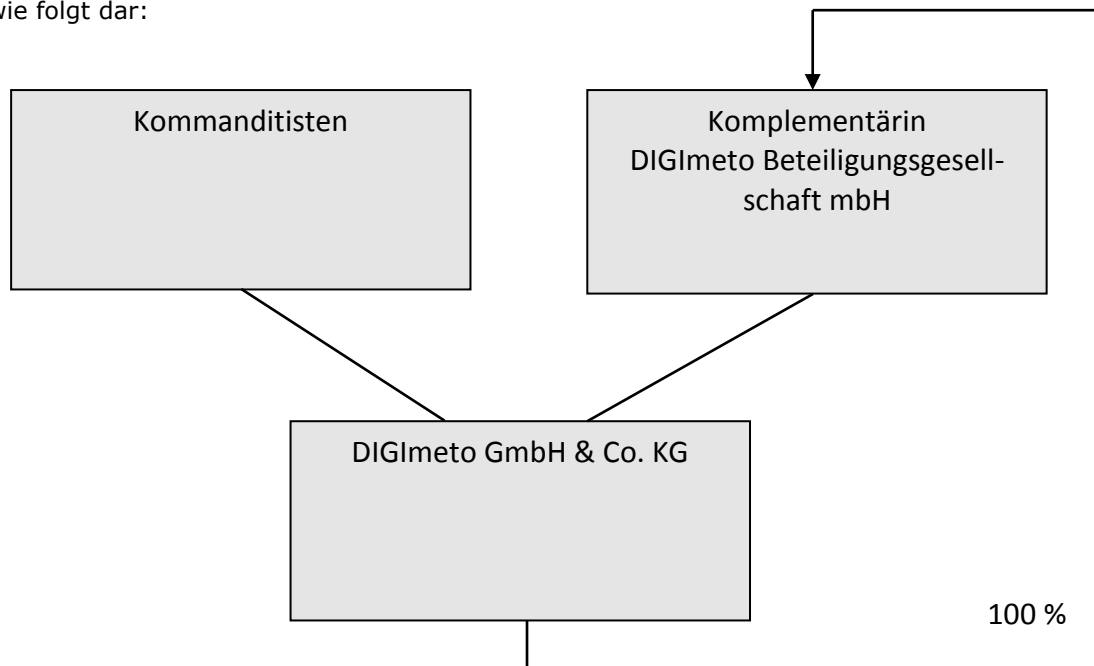 wie folgt dar:
Kommanditisten
Komplementärin
DIGImeto Beteiligungsgesell-
schaft mbH
DIGImeto GmbH & Co. KG
100 %